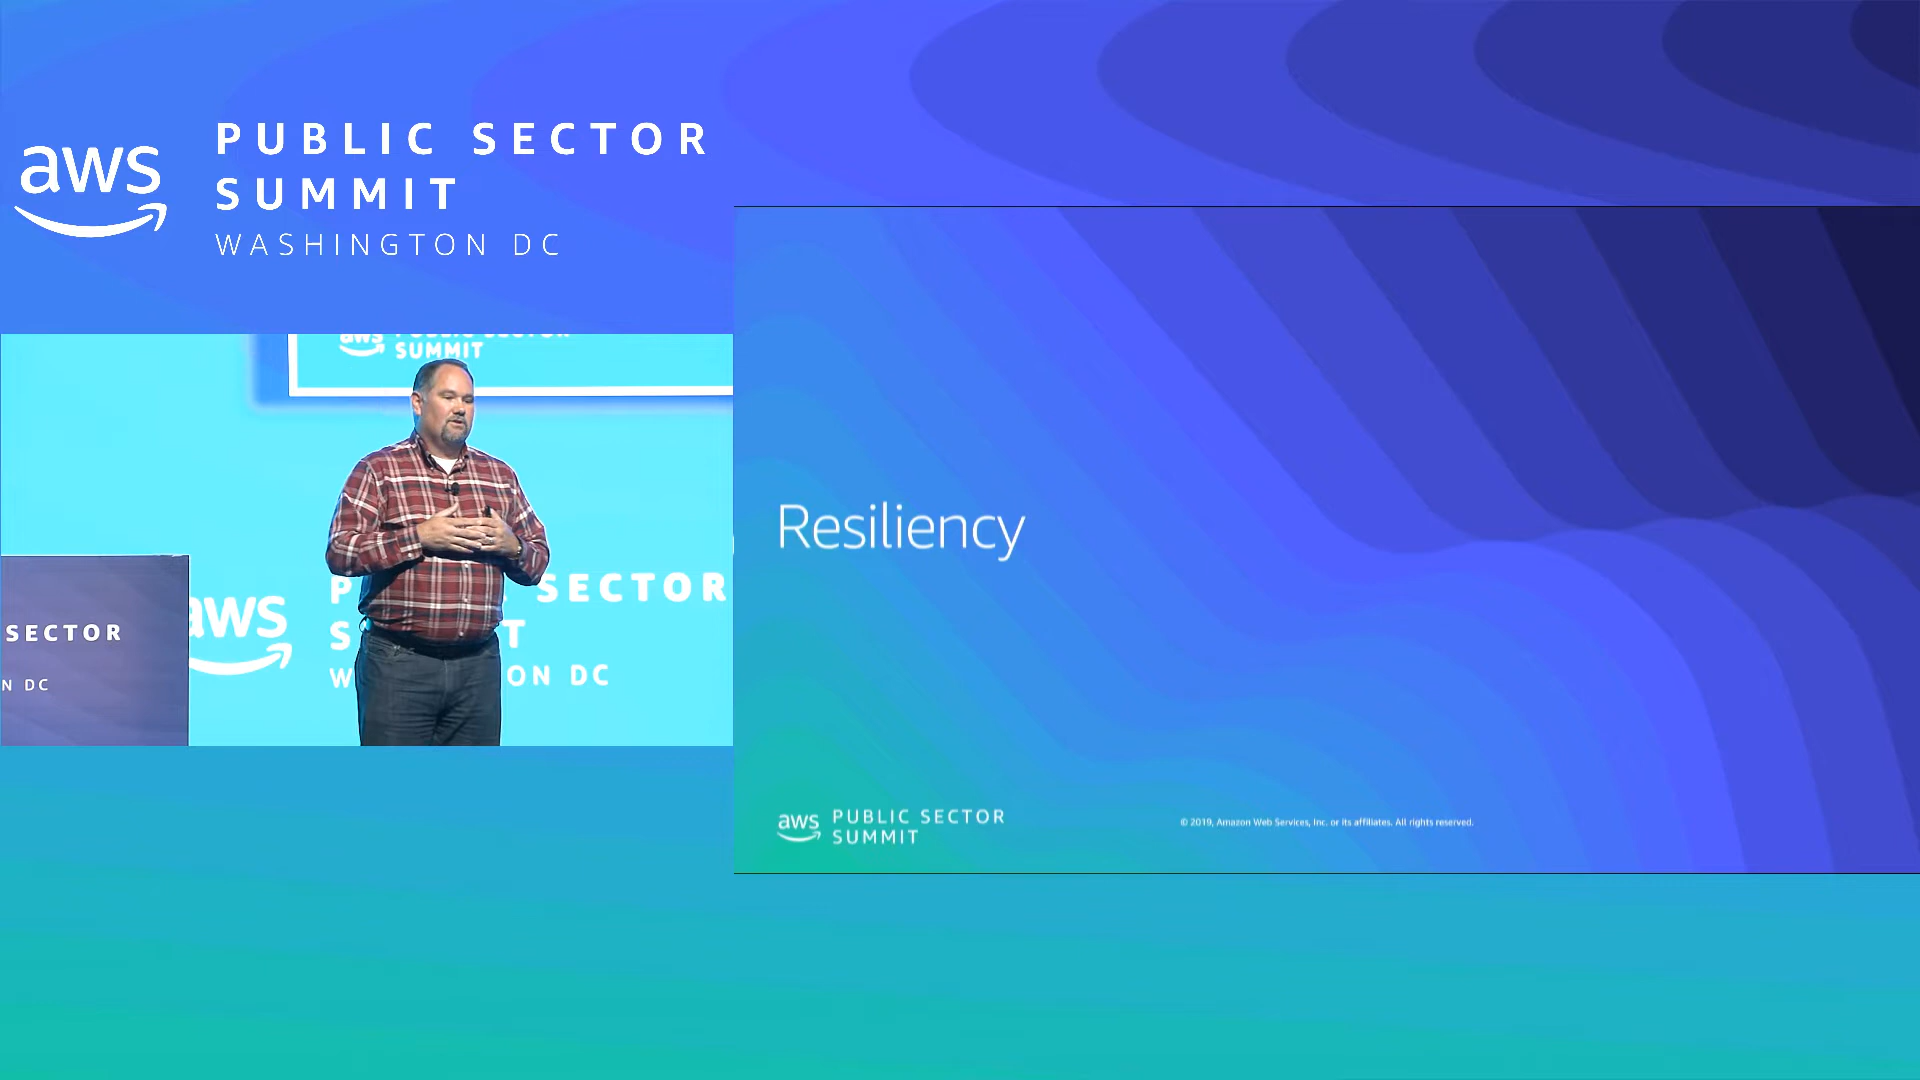 aws
PUBLIC SECTOR
SUMMIT
WASHINGTON DC
aws
SUMMIT
SECTOR
N DC
aws
P SECTOR
S T
W ON DC
Resiliency
aws
PUBLIC SECTOR
SUMMIT
© 2019, Amazon Web Services, Inc. or its affiliates. All rights reserved.